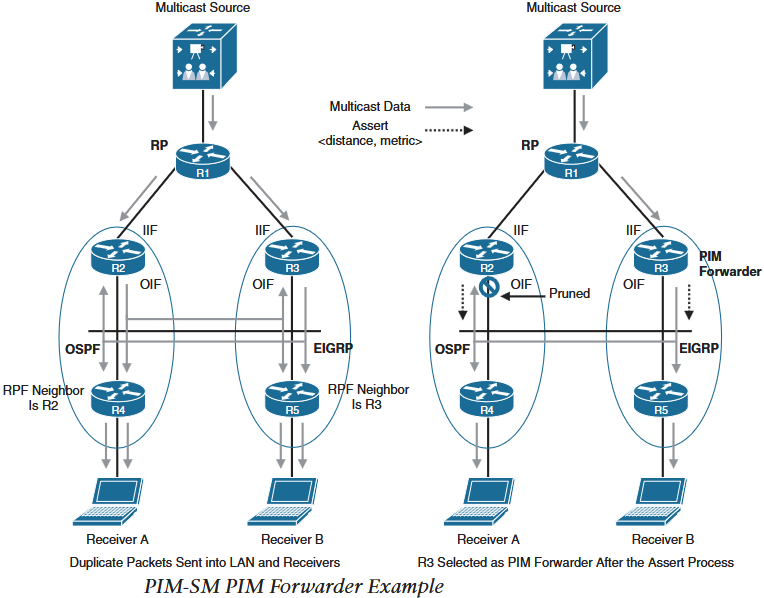 Multicast Source
Multicast Source
Multicast Data
Assert
<distance, metric>
RP
R1
RP
R1
IIF
IIF
IIF
IIF
R2
R3
R2
R3
PIM
Forwarder
OIF
OIF
OIF
OIF
Pruned
OSPF
EIGRP
OSPF
EIGRP
RPF Neighbor
Is R2
R4
R5
RPF Neighbor
Is R3
R4
R5
Receiver A
Receiver B
Receiver A
Receiver B
Duplicate Packets Sent into LAN and Receivers
R3 Selected as PIM Forwarder After the Assert Process
PIM-SM PIM Forwarder Example